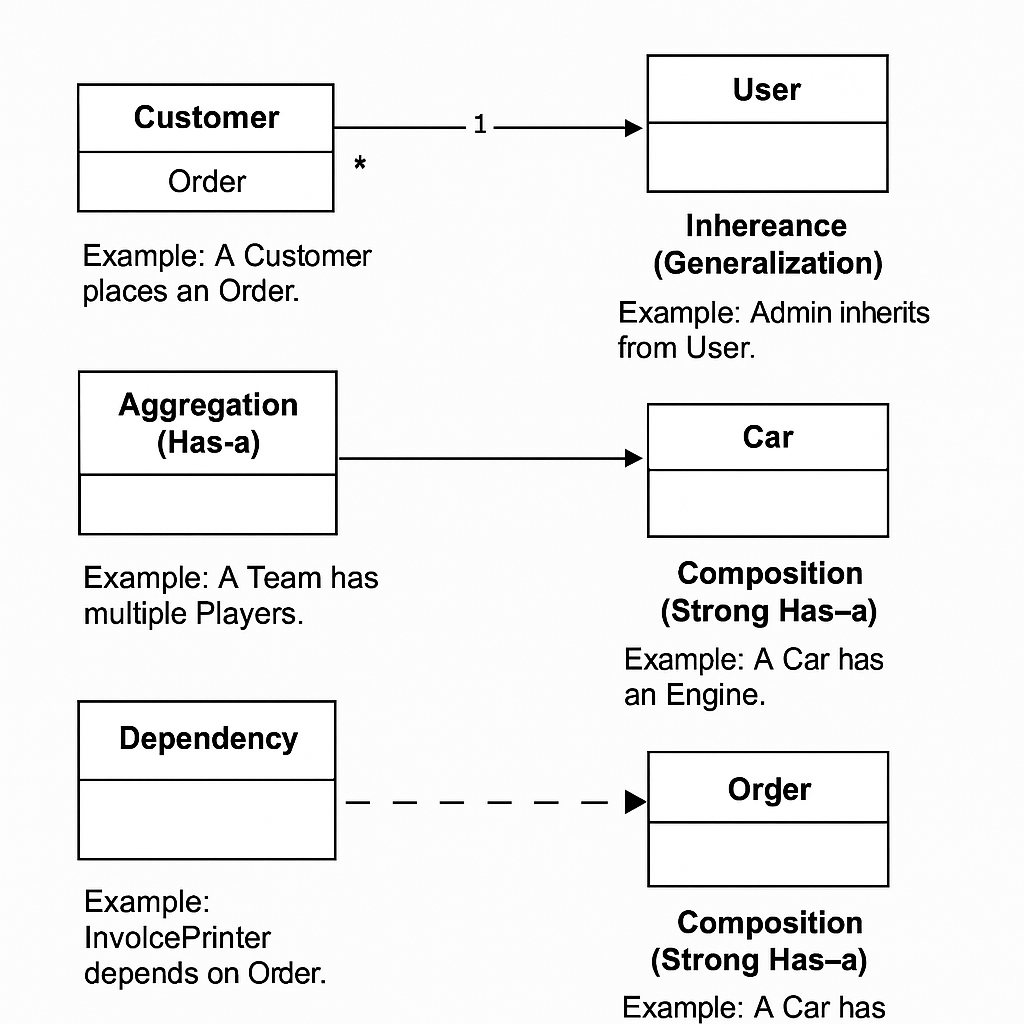 Customer
Order
1
*
Example: A Customer
places an Order.
User
Inhereance
(Generalization)
Example: Admin inherits
from User.
Aggregation
(Has-a)
Example: A Team has
multiple Players.
Car
Composition
(Strong Has–a)
Example: A Car has
an Engine.
Dependency
Example:
InvolcePrinter
depends on Order.
Order
Composition
(Strong Has–a)
Example: A Car has